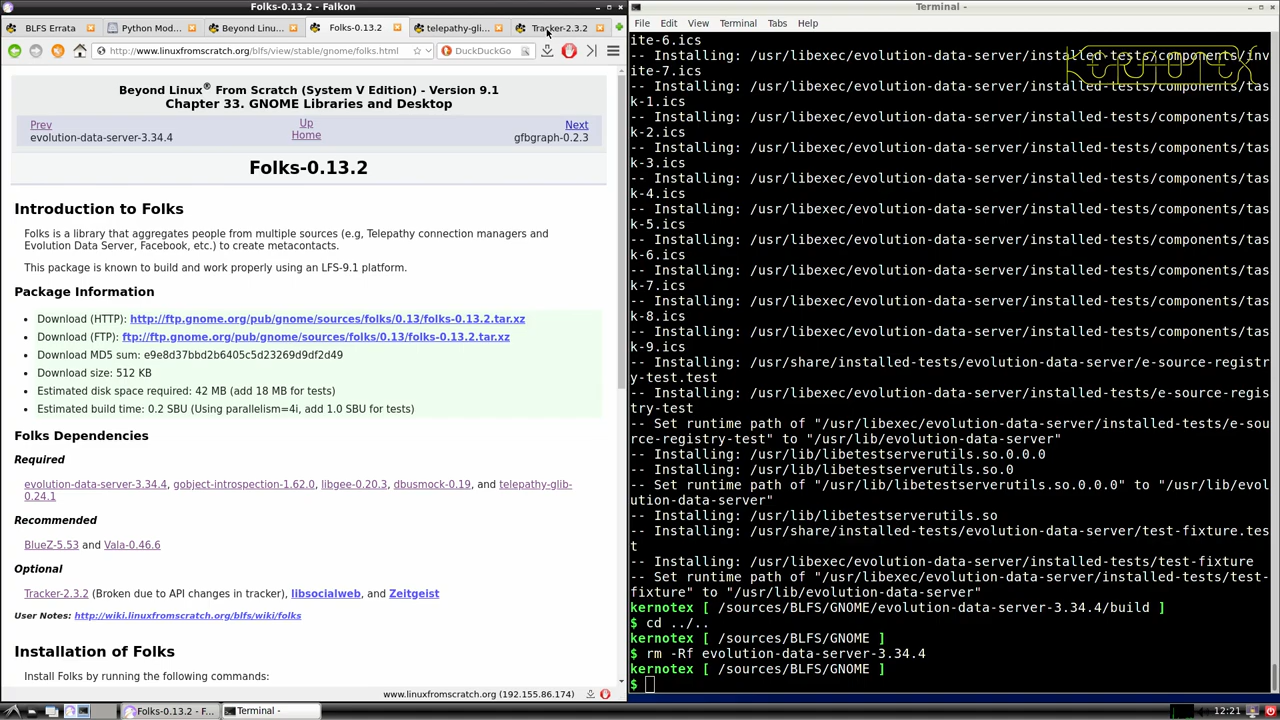 Folks-0.13.2 - Falkon
BLFS Errata
Python Mod...
Beyond Linu...
Folks-0.13.2
telepathy-gli...
Tracker-2.3.2
http://www.linuxfromscratch.org/blfs/view/stable/gnome/folks.html
DuckDuckGo
Beyond Linux® From Scratch (System V Edition) - Version 9.1
Chapter 33. GNOME Libraries and Desktop
Prev Up Next
evolution-data-server-3.34.4 Home gfbgraph-0.2.3
Folks-0.13.2
Introduction to Folks
Folks is a library that aggregates people from multiple sources (e.g, Telepathy connection managers and
Evolution Data Server, Facebook, etc.) to create metacontacts.
This package is known to build and work properly using an LFS-9.1 platform.
Package Information
• Download (HTTP): http://ftp.gnome.org/pub/gnome/sources/folks/0.13/folks-0.13.2.tar.xz
• Download (FTP): ftp://ftp.gnome.org/pub/gnome/sources/folks/0.13/folks-0.13.2.tar.xz
• Download MD5 sum: e9e8d37bbd2b6405c5d23269d9df2d49
• Download size: 512 KB
• Estimated disk space required: 42 MB (add 18 MB for tests)
• Estimated build time: 0.2 SBU (Using parallelism=4i, add 1.0 SBU for tests)
Folks Dependencies
Required
evolution-data-server-3.34.4, gobject-introspection-1.62.0, libgee-0.20.3, dbusmock-0.19, and telepathy-glib-
0.24.1
Recommended
BlueZ-5.53 and Vala-0.46.6
Optional
Tracker-2.3.2 (Broken due to API changes in tracker), libsocialweb, and Zeitgeist
User Notes: http://wiki.linuxfromscratch.org/blfs/wiki/folks
Installation of Folks
Install Folks by running the following commands:
www.linuxfromscratch.org (192.155.86.174)
Terminal -
File Edit View Terminal Tabs Help
ite-6.ics
-- Installing: /usr/libexec/evolution-data-server/installed-tests/components/inv
ite-7.ics
-- Installing: /usr/libexec/evolution-data-server/installed-tests/components/tas
k-1.ics
-- Installing: /usr/libexec/evolution-data-server/installed-tests/components/tas
k-2.ics
-- Installing: /usr/libexec/evolution-data-server/installed-tests/components/tas
k-3.ics
-- Installing: /usr/libexec/evolution-data-server/installed-tests/components/tas
k-4.ics
-- Installing: /usr/libexec/evolution-data-server/installed-tests/components/tas
k-5.ics
-- Installing: /usr/libexec/evolution-data-server/installed-tests/components/tas
k-6.ics
-- Installing: /usr/libexec/evolution-data-server/installed-tests/components/tas
k-7.ics
-- Installing: /usr/libexec/evolution-data-server/installed-tests/components/tas
k-8.ics
-- Installing: /usr/libexec/evolution-data-server/installed-tests/components/tas
k-9.ics
-- Installing: /usr/share/installed-tests/evolution-data-server/e-source-registr
y-test.test
-- Installing: /usr/libexec/evolution-data-server/installed-tests/e-source-regis
try-test
-- Set runtime path of "/usr/libexec/evolution-data-server/installed-tests/e-sou
rce-registry-test" to "/usr/lib/evolution-data-server"
-- Installing: /usr/lib/libetestserverutils.so.0.0.0
-- Installing: /usr/lib/libetestserverutils.so.0
-- Set runtime path of "/usr/lib/libetestserverutils.so.0.0.0" to "/usr/lib/evol
ution-data-server"
-- Installing: /usr/lib/libetestserverutils.so
-- Installing: /usr/share/installed-tests/evolution-data-server/test-fixture.tes
t
-- Installing: /usr/libexec/evolution-data-server/installed-tests/test-fixture
-- Set runtime path of "/usr/libexec/evolution-data-server/installed-tests/test-
fixture" to "/usr/lib/evolution-data-server"
kernotex [ /sources/BLFS/GNOME/evolution-data-server-3.34.4/build ]
$ cd ../..
kernotex [ /sources/BLFS/GNOME ]
$ rm -Rf evolution-data-server-3.34.4
kernotex [ /sources/BLFS/GNOME ]
$
kernotex
Folks-0.13.2 - F...
Terminal -
12:21